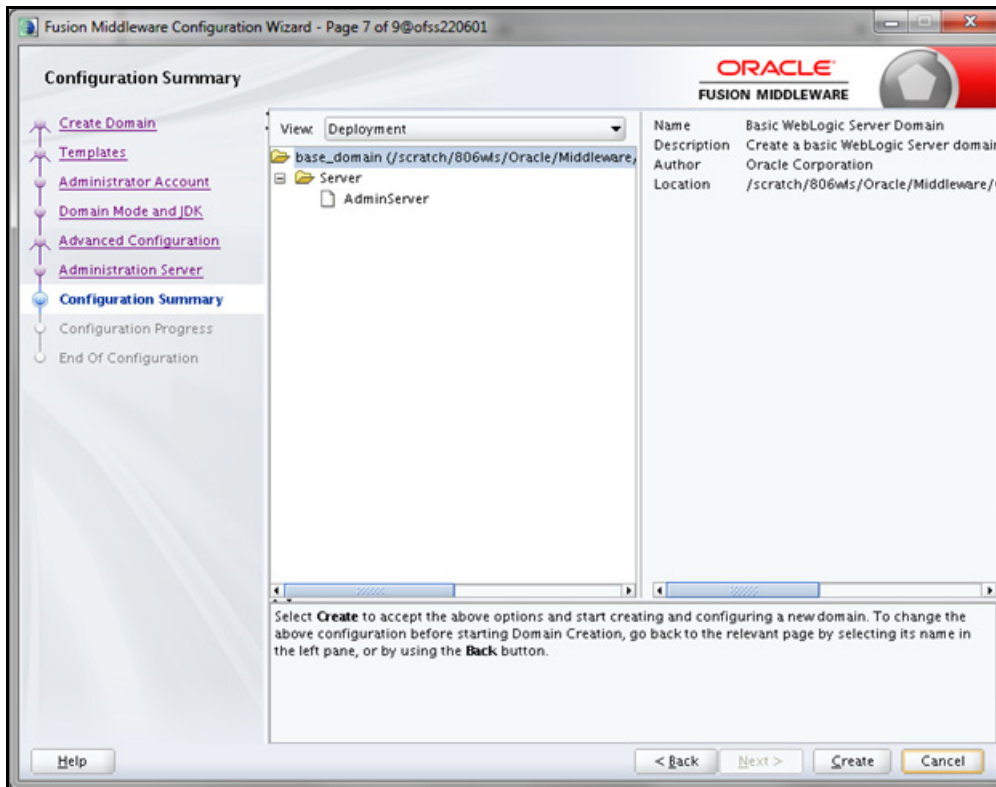 Fusion Middleware Configuration Wizard - Page 7 of 9@ofss220601
Configuration Summary
ORACLE
FUSION MIDDLEWARE
Create Domain
Templates
Administrator Account
Domain Mode and JDK
Advanced Configuration
Administration Server
Configuration Summary
Configuration Progress
End Of Configuration
View: Deployment
base_domain (/scratch/806wls/Oracle/Middleware,
Server
AdminServer
Name Basic WebLogic Server Domain
Description Create a basic WebLogic Server domain
Author Oracle Corporation
Location /scratch/806wls/Oracle/Middleware/
Select Create to accept the above options and start creating and configuring a new domain. To change the
above configuration before starting Domain Creation, go back to the relevant page by selecting its name in
the left pane, or by using the Back button.
Help
< Back
Next >
Create
Cancel